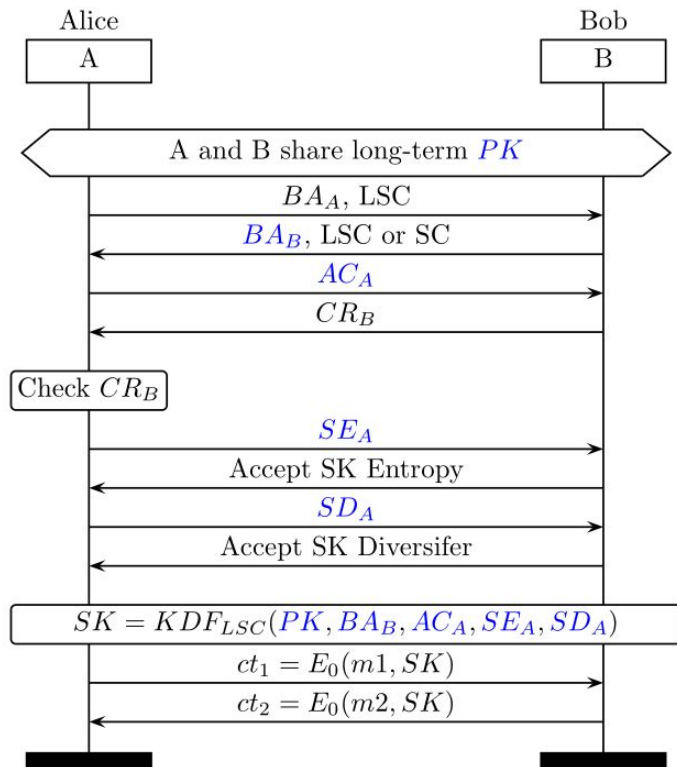 Alice Bob
A B
A and B share long-term PK
BA_A, LSC
BA_B, LSC or SC
AC_A
CR_B
Check CR_B
SE_A
Accept SK Entropy
SD_A
Accept SK Diversifer
SK = KDF_{LSC}(PK, BA_B, AC_A, SE_A, SD_A)
ct_1 = E_0(m1, SK)
ct_2 = E_0(m2, SK)